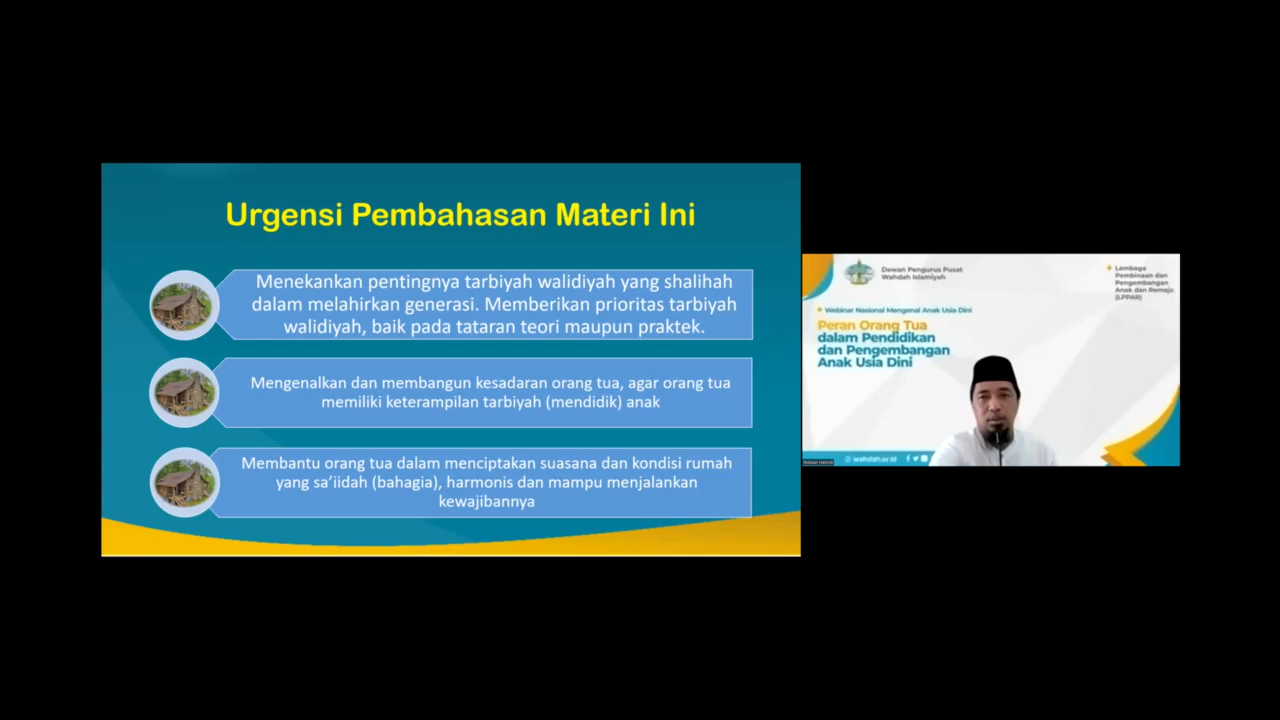 Urgensi Pembahasan Materi Ini
Menekankan pentingnya tarbiyah walidiyah yang shalihah
dalam melahirkan generasi. Memberikan prioritas tarbiyah
walidiyah, baik pada tataran teori maupun praktek.
Mengenalkan dan membangun kesadaran orang tua, agar orang tua
memiliki keterampilan tarbiyah (mendidik) anak
Membantu orang tua dalam menciptakan suasana dan kondisi rumah
yang sa’iidah (bahagia), harmonis dan mampu menjalankan
kewajibannya
Dewan Pengurus Pusat
Wahdah Islamiyah
Lembaga
Pembinaan dan
Pengembangan
Anak dan Remaja
(LPPAR)
Webinar Nasional Mengenal Anak Usia Dini
Peran Orang Tua
dalam Pendidikan
dan Pengembangan
Anak Usia Dini
wahdah.or.id